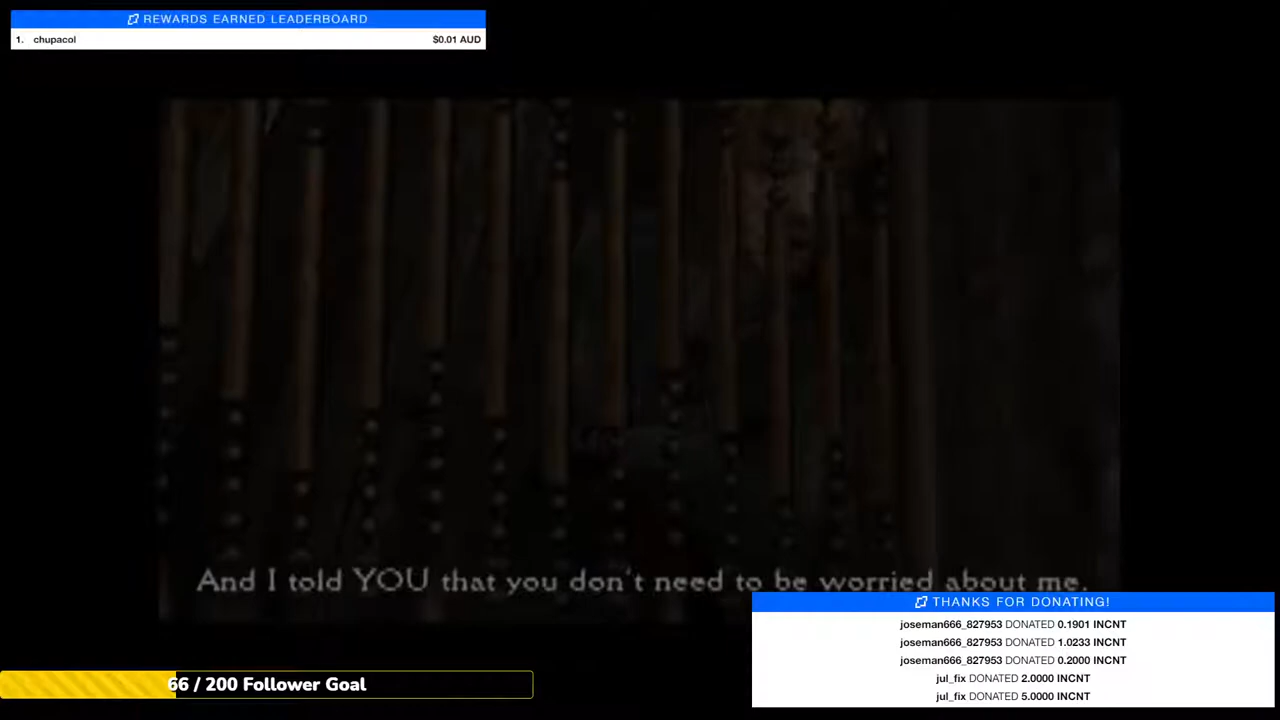 REWARDS EARNED LEADERBOARD
1. chupacol $0.01 AUD
And I told YOU that you don't need to be worried about me.
THANKS FOR DONATING!
joseman666_827953 DONATED 0.1901 INCNT
joseman666_827953 DONATED 1.0233 INCNT
joseman666_827953 DONATED 0.2000 INCNT
jul_fix DONATED 2.0000 INCNT
jul_fix DONATED 5.0000 INCNT
66 / 200 Follower Goal